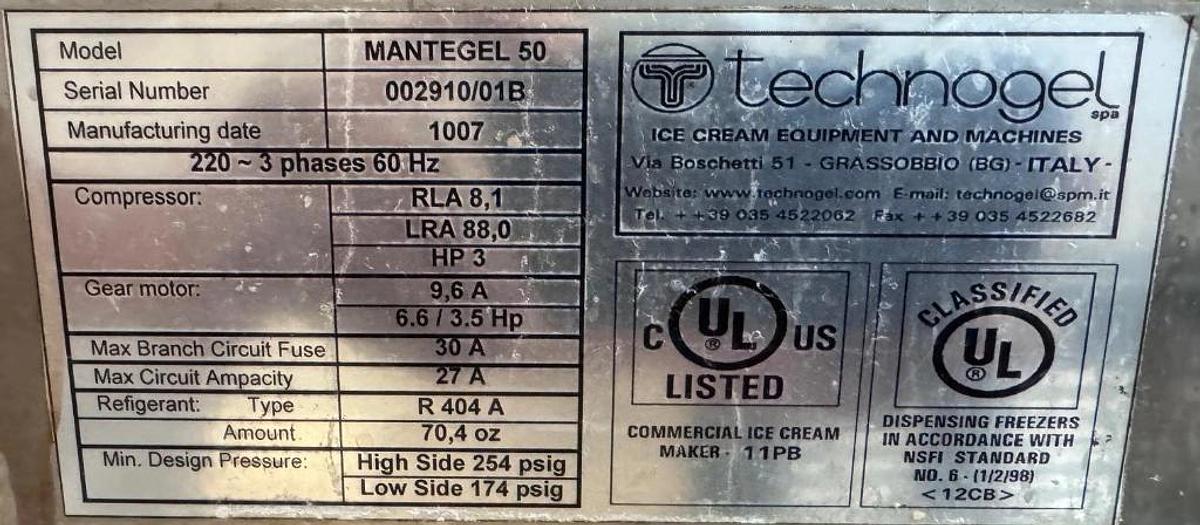 Model MANTEGEL 50
Serial Number 002910/01B
Manufacturing date 1007
220 ~ 3 phases 60 Hz
Compressor: RLA 8,1
LRA 88,0
HP 3
Gear motor: 9,6 A
6.6 / 3.5 Hp
Max Branch Circuit Fuse 30 A
Max Circuit Ampacity 27 A
Refigerant: Type R 404 A
Amount 70,4 oz
Min. Design Pressure: High Side 254 psig
Low Side 174 psig
technogel
spa
ICE CREAM EQUIPMENT AND MACHINES
Via Boschetti 51 - GRASSOBBIO (BG) - ITALY -
Website: www.technogel.com E-mail: technogel@spm.it
Tel. + +39 035 4522062 Fax + + 39 035 4522682
C UL ® US
LISTED
COMMERCIAL ICE CREAM
MAKER - 11PB
CLASSIFIED
UL ®
DISPENSING FREEZERS
IN ACCORDANCE WITH
NSFI STANDARD
NO. 6 - (1/2/98)
<12CB>